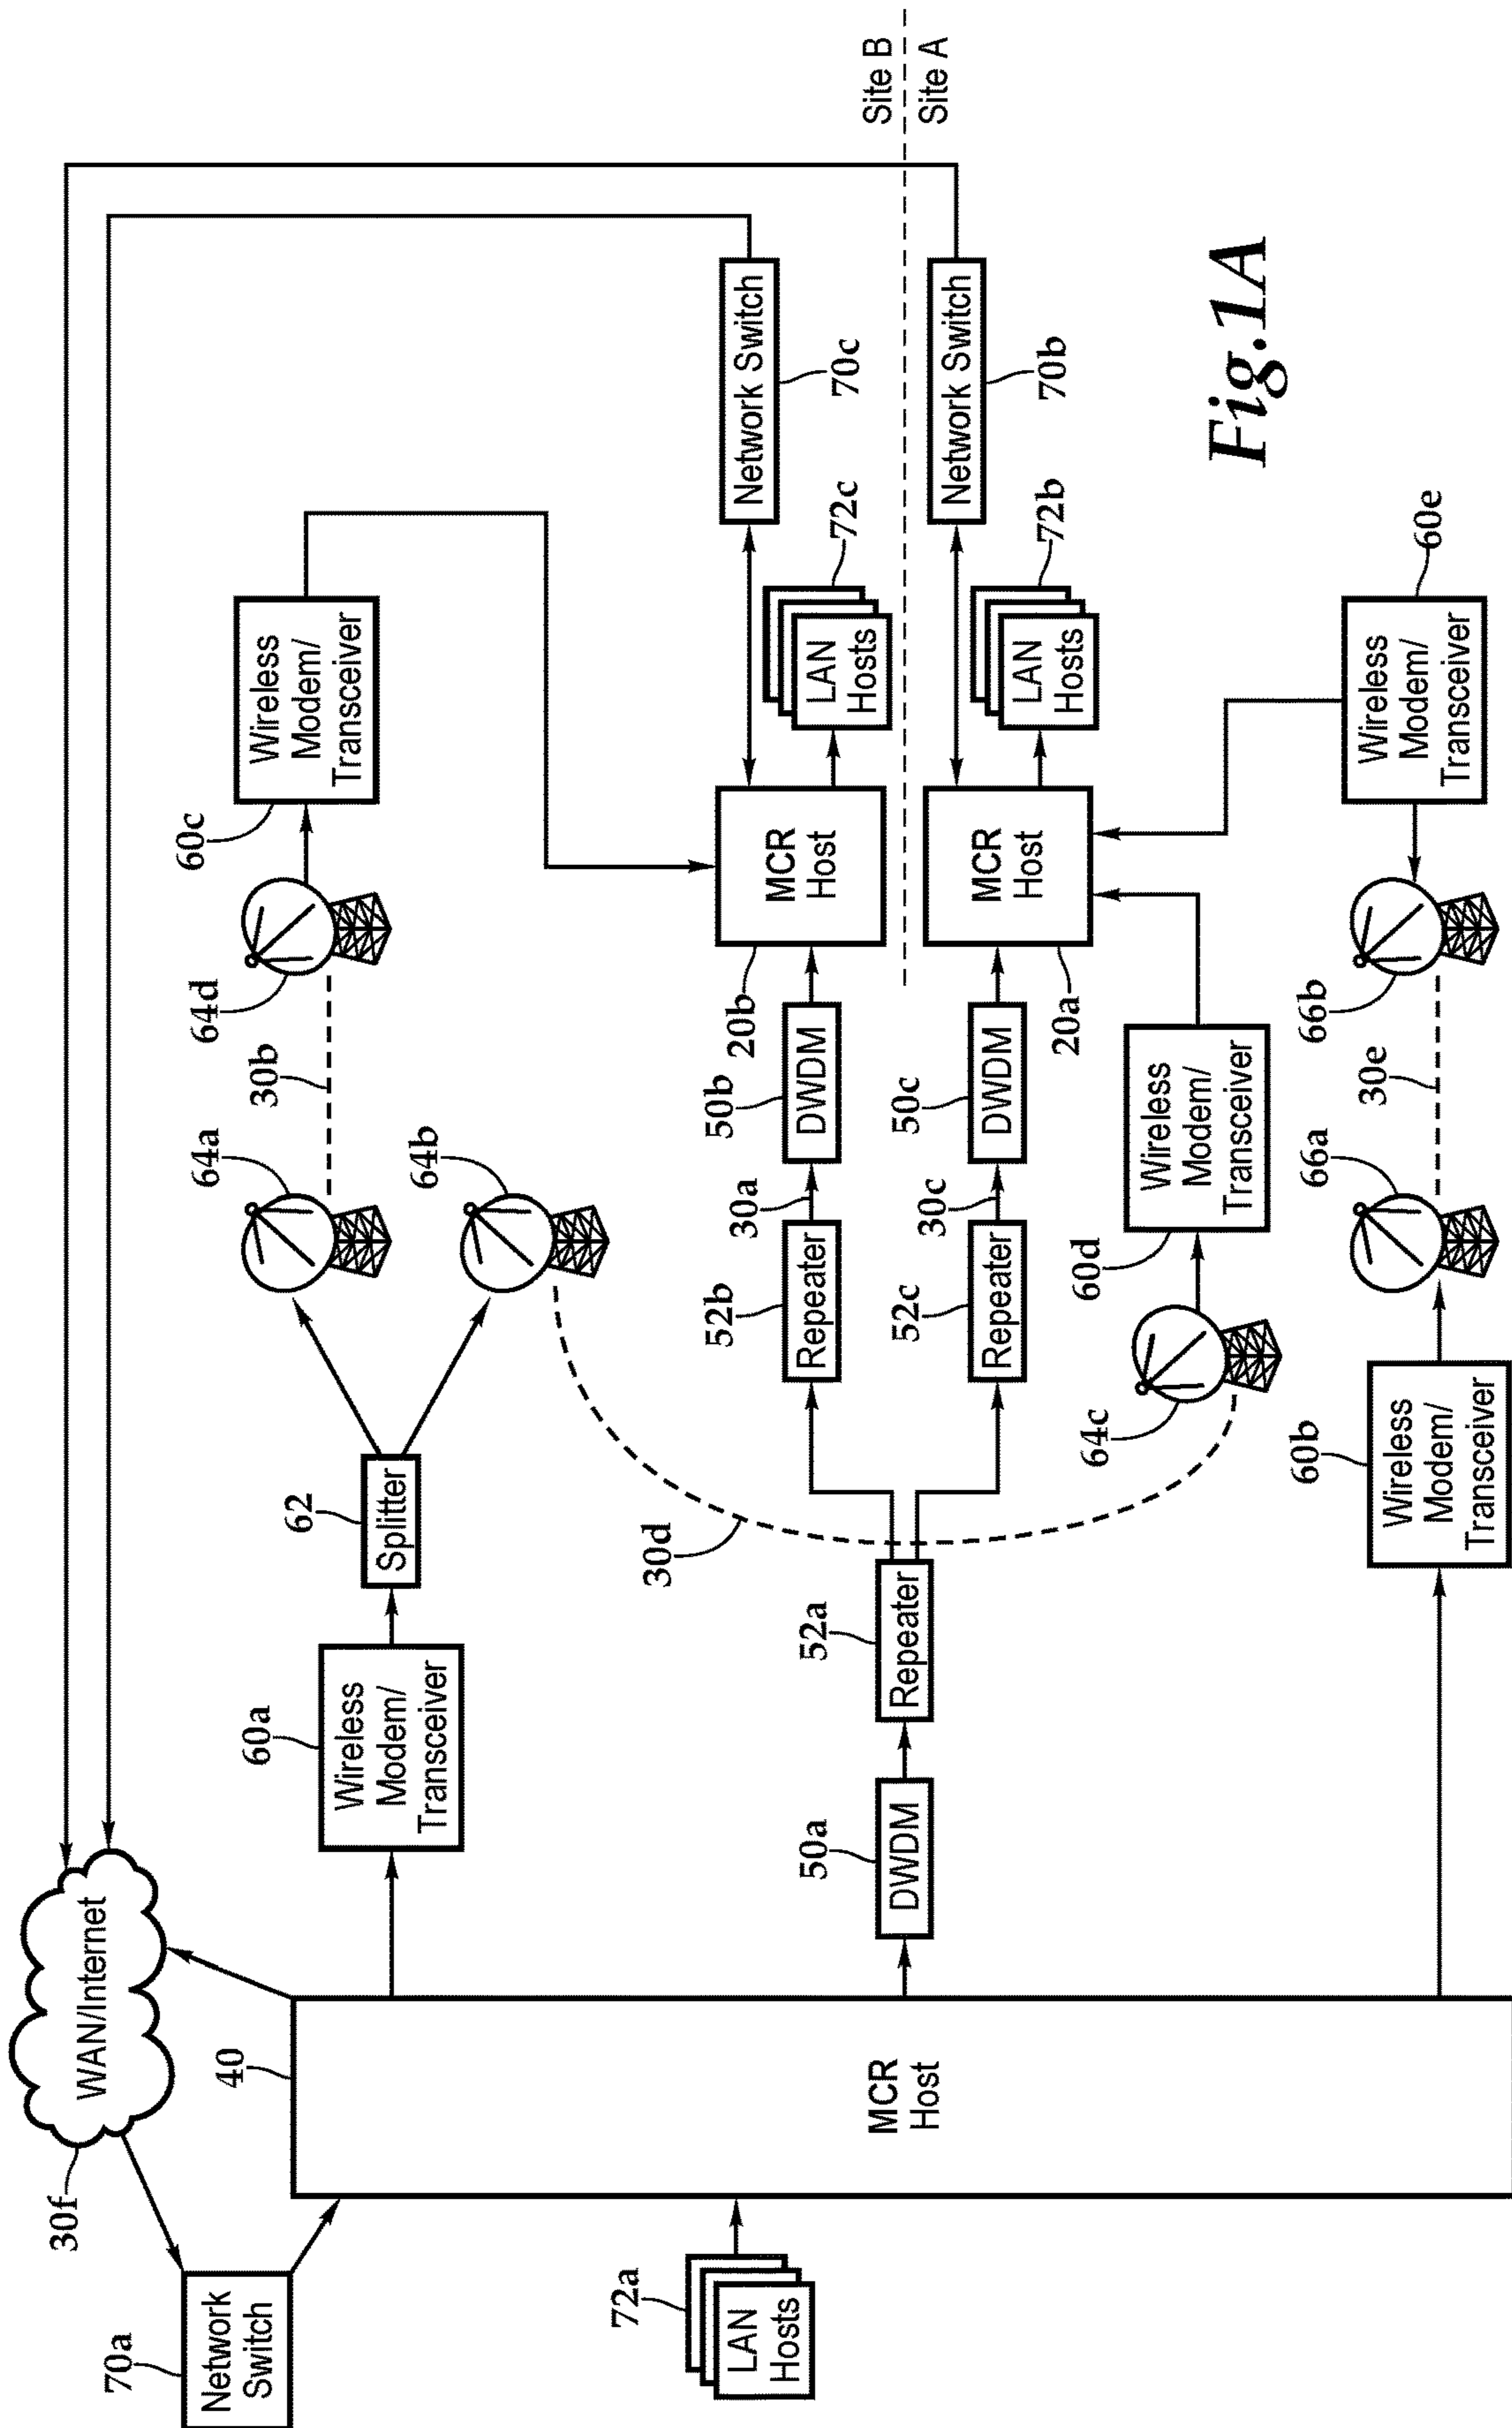 70a
Network
Switch
30f
WAN/Internet
40
MCR
Host
72a
LAN
Hosts
60a
Wireless
Modem/
Transceiver
62
Splitter
64a
30b
64d
60c
Wireless
Modem/
Transceiver
64b
30d
50a
DWDM
52a
Repeater
52b
Repeater
30a
50b
DWDM
20b
MCR
Host
72c
LAN
Hosts
70c
Network Switch
Site B
Site A
52c
Repeater
30c
50c
DWDM
20a
MCR
Host
72b
LAN
Hosts
70b
Network Switch
64c
60d
Wireless
Modem/
Transceiver
60b
Wireless
Modem/
Transceiver
66a
30e
66b
60e
Wireless
Modem/
Transceiver
Fig.1A